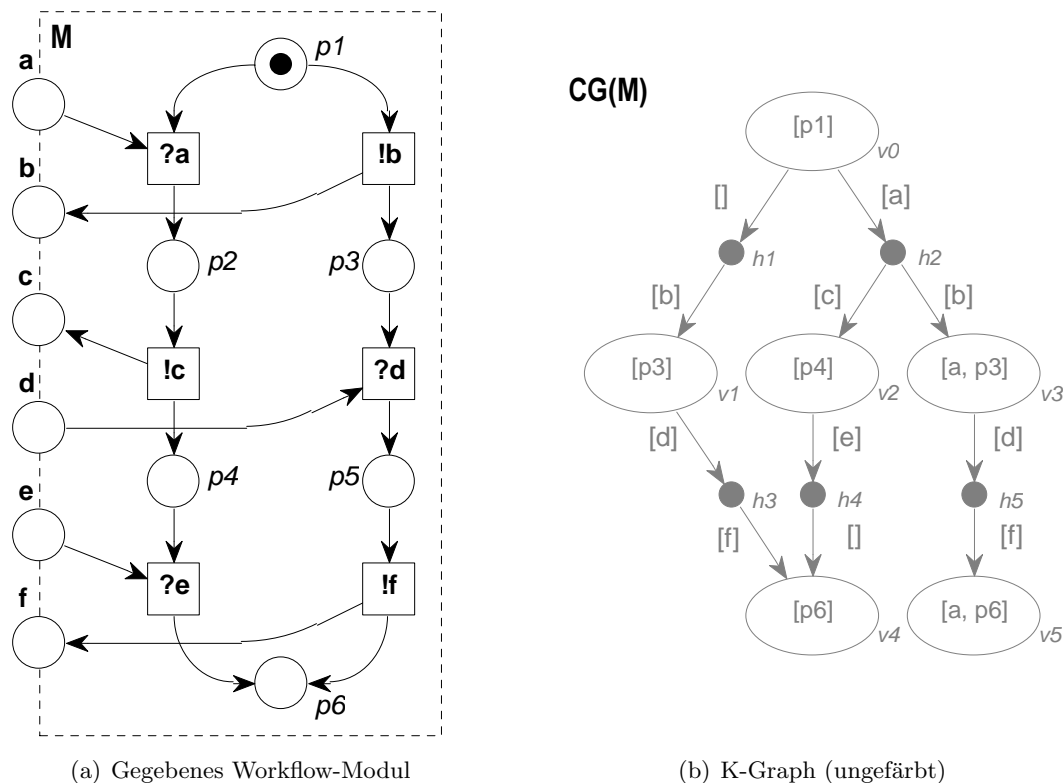 M
p1
a
?a
!b
b
p2
p3
c
!c
?d
d
p4
p5
e
?e
!f
f
p6
(a) Gegebenes Workflow-Modul
CG(M)
[p1]
v0
[]
[a]
h1
h2
[b]
[c]
[b]
[p3]
v1
[p4]
v2
[a, p3]
v3
[d]
[e]
[d]
h3
h4
h5
[f]
[]
[f]
[p6]
v4
[a, p6]
v5
(b) K-Graph (ungefärbt)